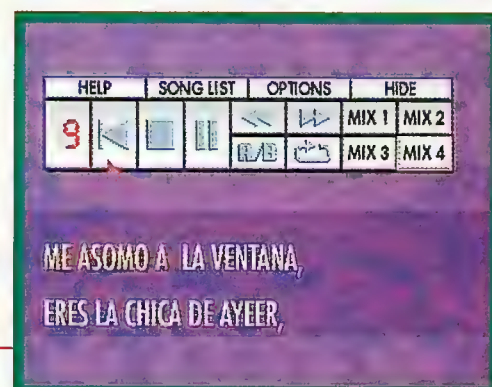 HELP SONG LIST OPTIONS HIDE
9 MIX 1 MIX 2
A/B MIX 3 MIX 4
ME ASOMO A LA VENTANA,
ERES LA CHICA DE AYEER,